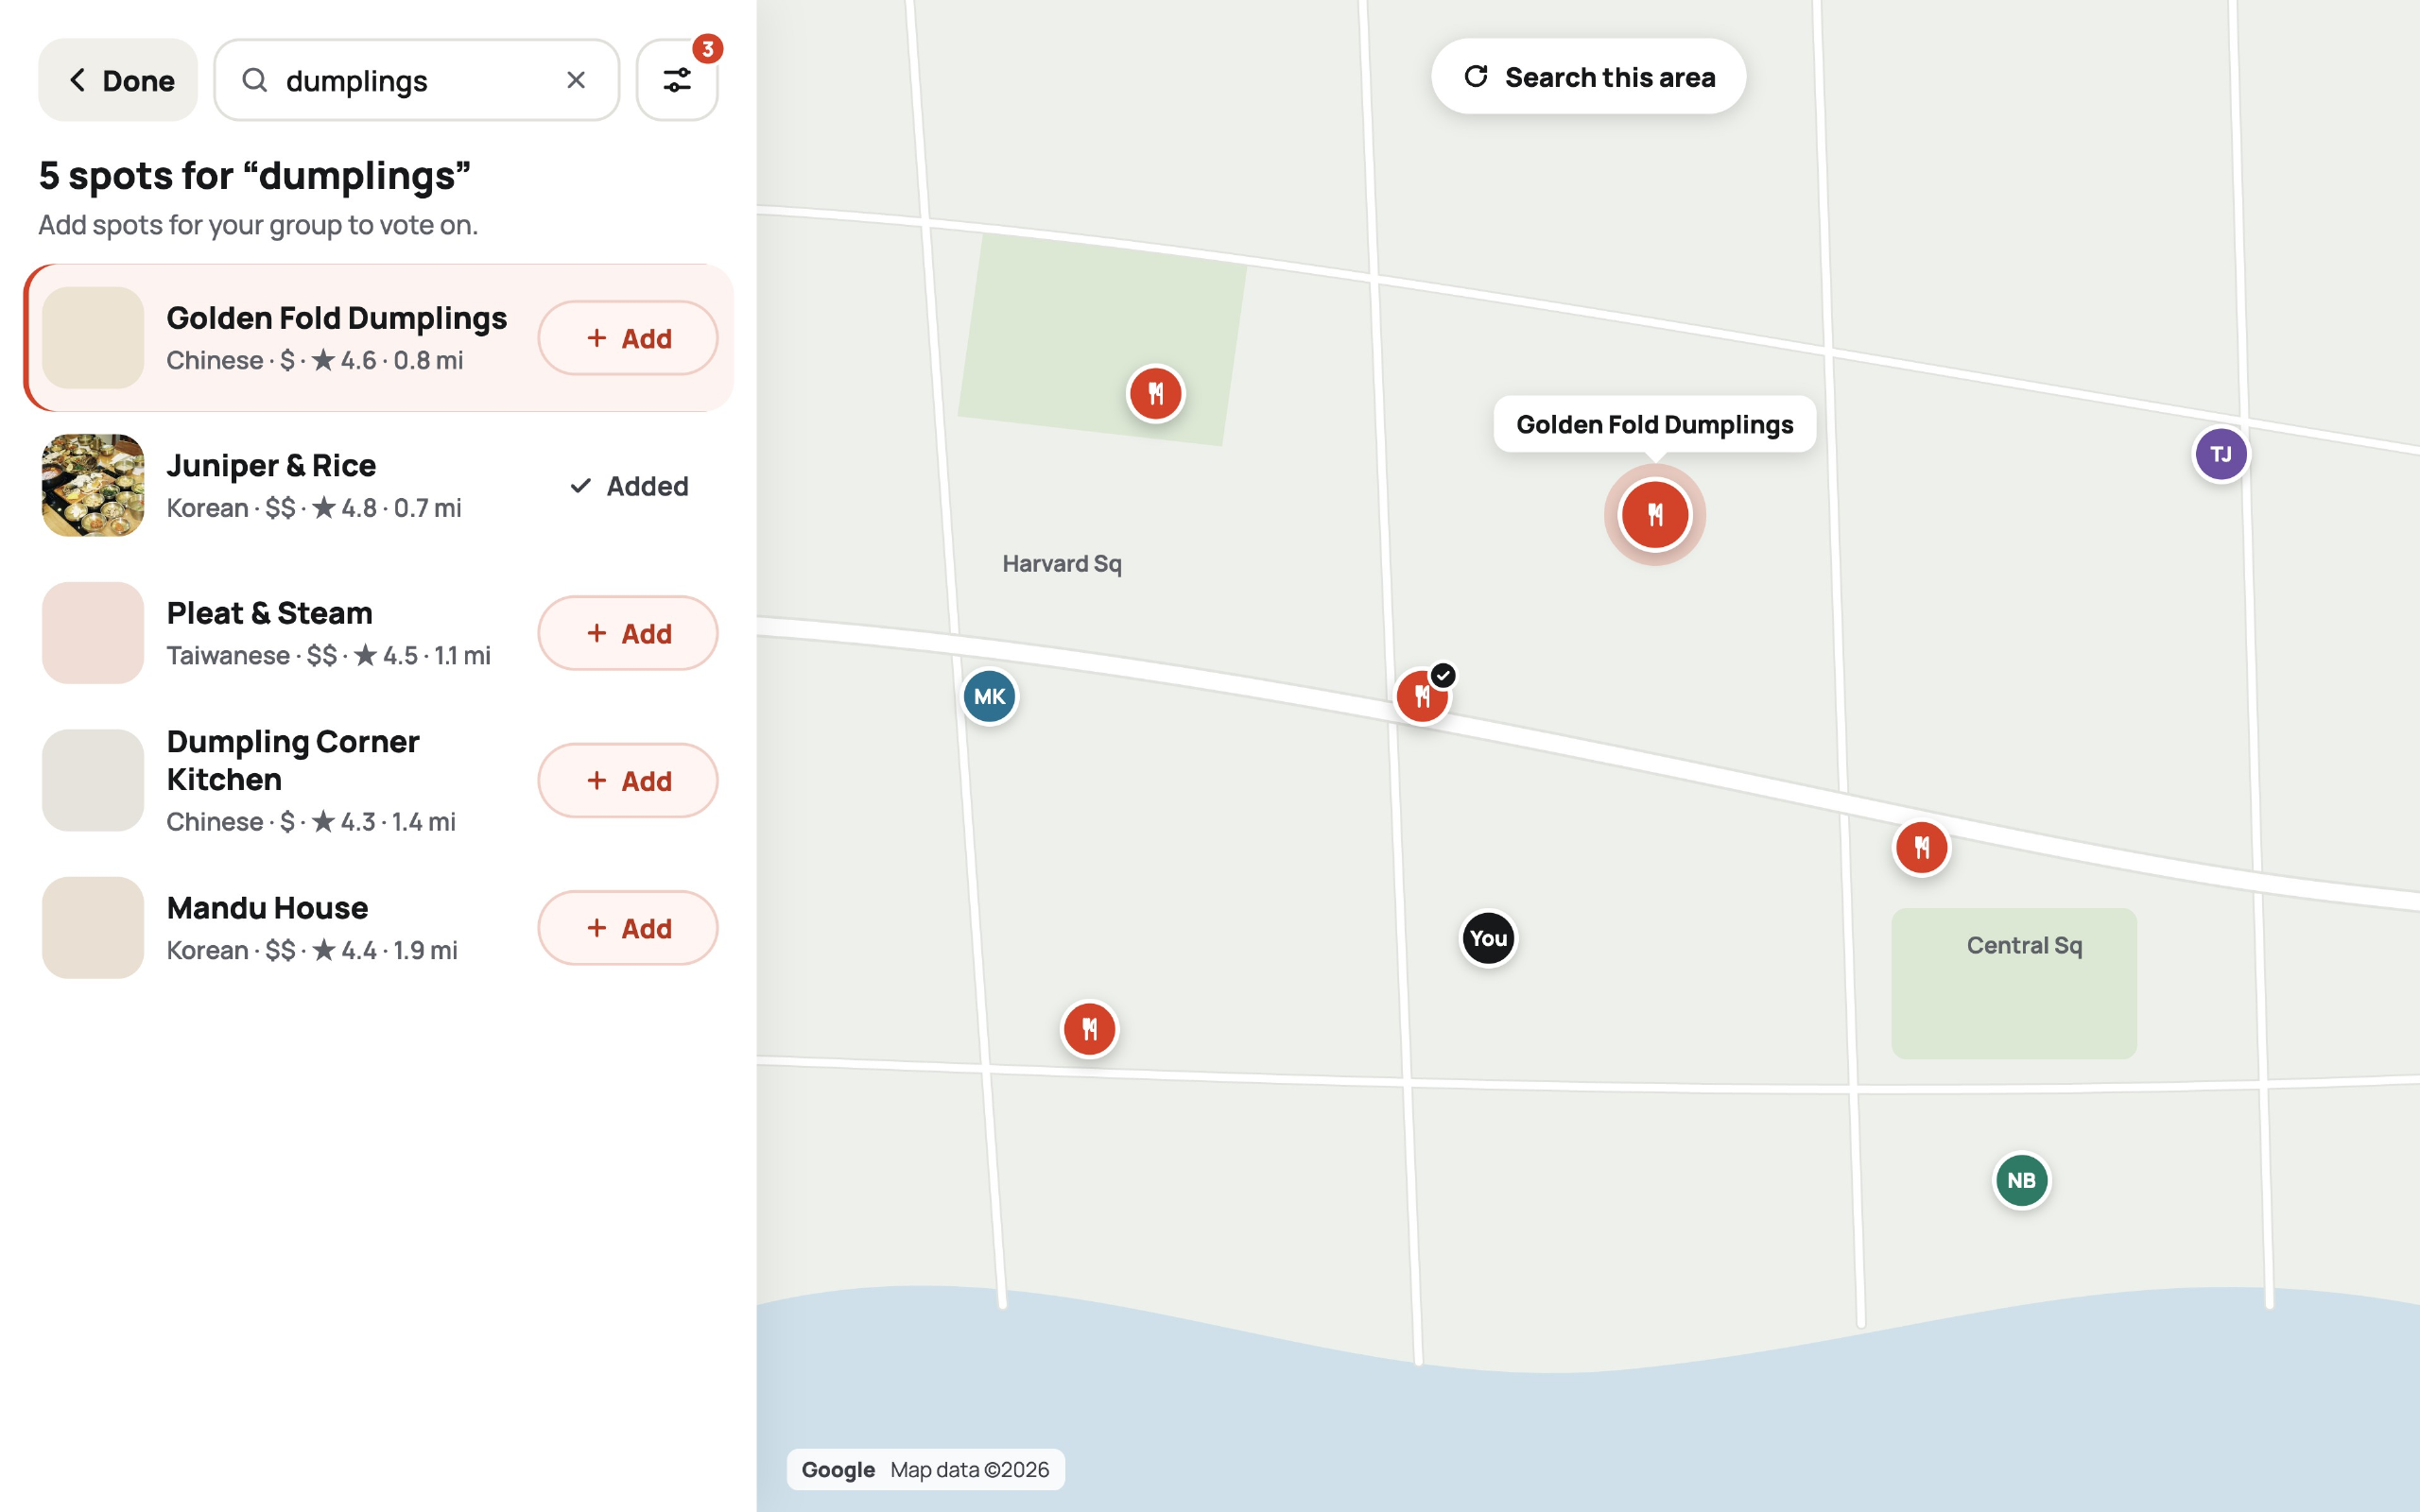 Done
dumplings
3
5 spots for “dumplings”
Add spots for your group to vote on.
Golden Fold Dumplings
Chinese · $ · ★ 4.6 · 0.8 mi
+ Add
Juniper & Rice
Korean · $$ · ★ 4.8 · 0.7 mi
Added
Pleat & Steam
Taiwanese · $$ · ★ 4.5 · 1.1 mi
+ Add
Dumpling Corner
Kitchen
Chinese · $ · ★ 4.3 · 1.4 mi
+ Add
Mandu House
Korean · $$ · ★ 4.4 · 1.9 mi
+ Add
Search this area
Golden Fold Dumplings
TJ
Harvard Sq
MK
You
Central Sq
NB
Google Map data ©2026